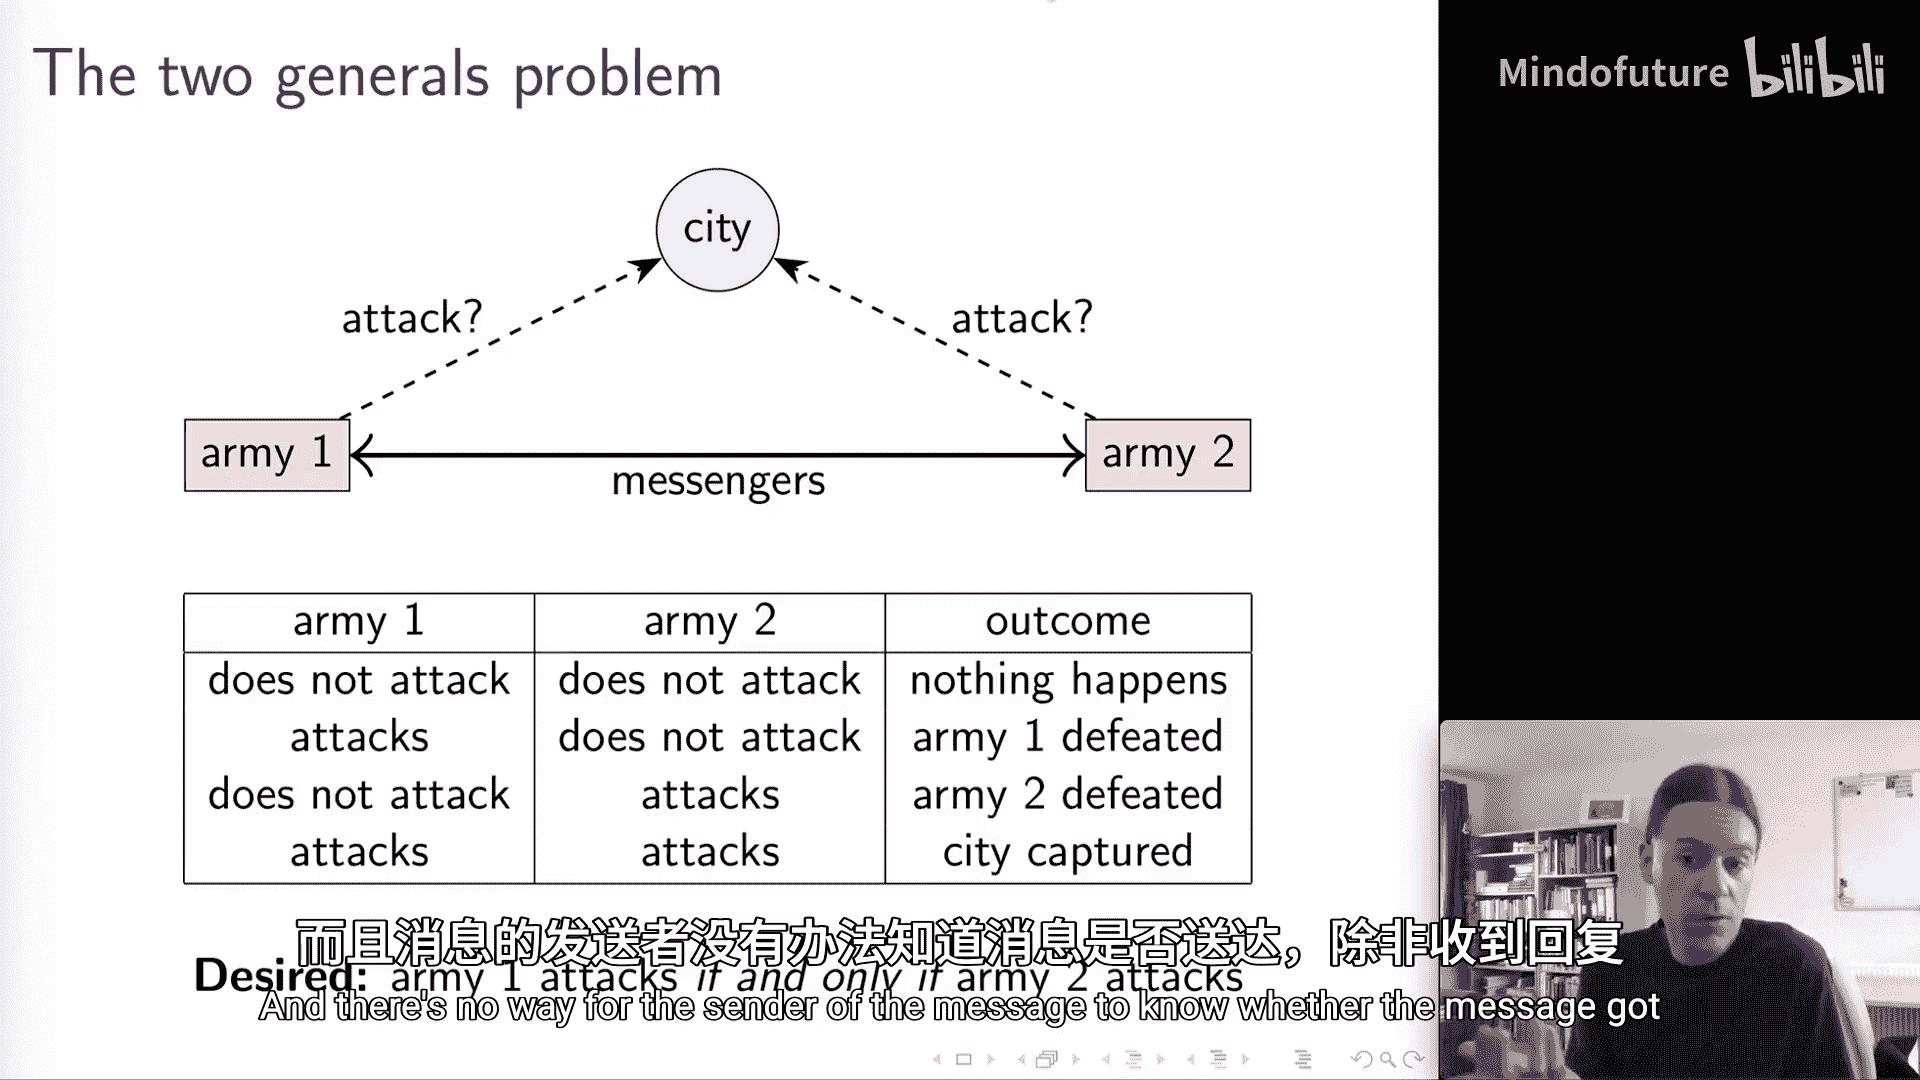 The two generals problem
Mindofuture bilibili
city
attack?
attack?
army 1
army 2
messengers
army 1 army 2 outcome
does not attack does not attack nothing happens
attacks does not attack army 1 defeated
does not attack attacks army 2 defeated
attacks attacks city captured
而且消息的发送者没有办法知道消息是否送达，除非收到回复
Desired: army 1 attacks if and only if army 2 attacks
And there's no way for the sender of the message to know whether the message got